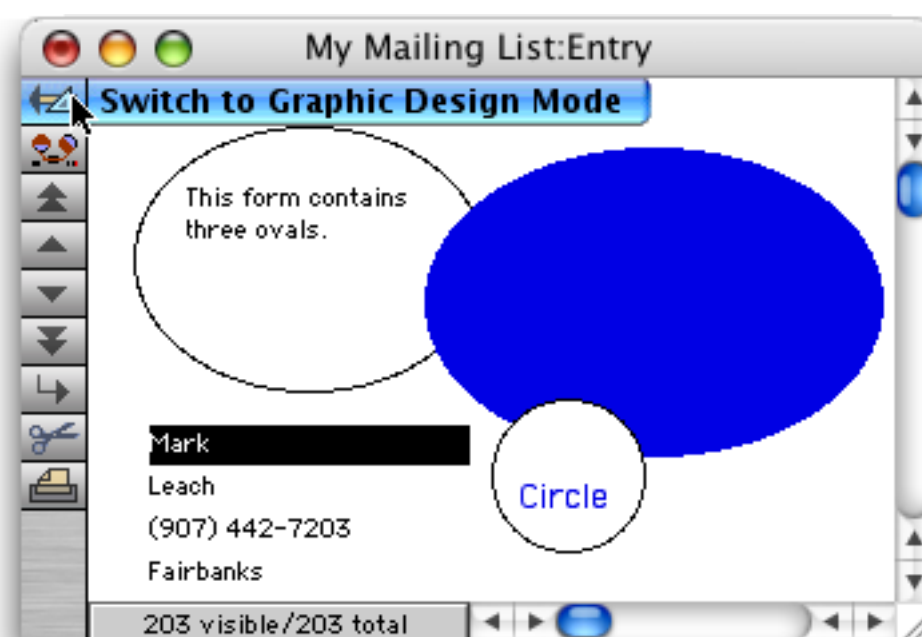 My Mailing List:Entry
Switch to Graphic Design Mode
This form contains
three ovals.
Mark
Leach
(907) 442-7203
Fairbanks
Circle
203 visible/203 total